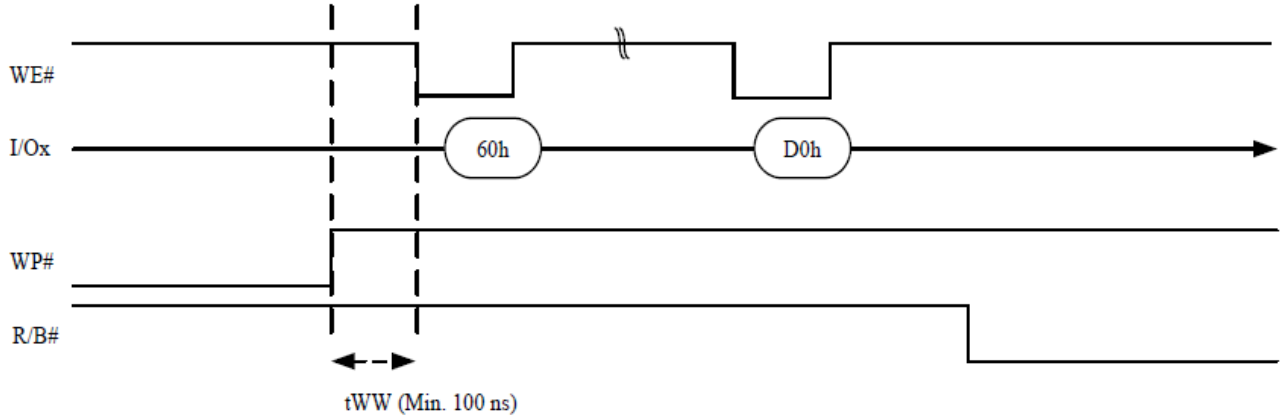 WE#
I/Ox
60h
D0h
WP#
R/B#
tWW (Min. 100 ns)